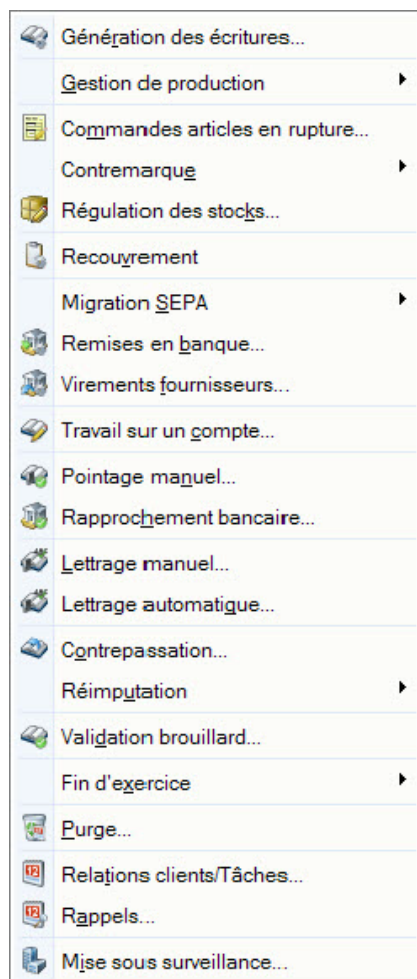 Génération des écritures...
Gestion de production
Commandes articles en rupture...
Contremarque
Régulation des stocks...
Recouvrement
Migration SEPA
Remises en banque...
Virements fournisseurs...
Travail sur un compte...
Pointage manuel...
Rapprochement bancaire...
Lettrage manuel...
Lettrage automatique...
Contrepassation...
Réimputation
Validation brouillard...
Fin d'exercice
Purge...
Relations clients/Tâches...
Rappels...
Mise sous surveillance...